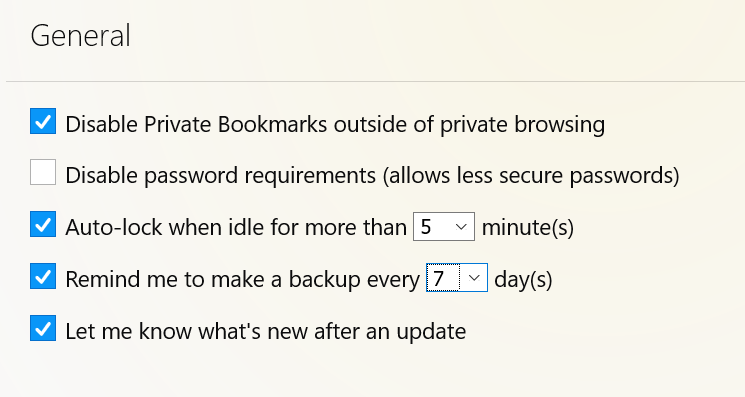 General
Disable Private Bookmarks outside of private browsing
Disable password requirements (allows less secure passwords)
Auto-lock when idle for more than 5 minute(s)
Remind me to make a backup every 7 day(s)
Let me know what's new after an update